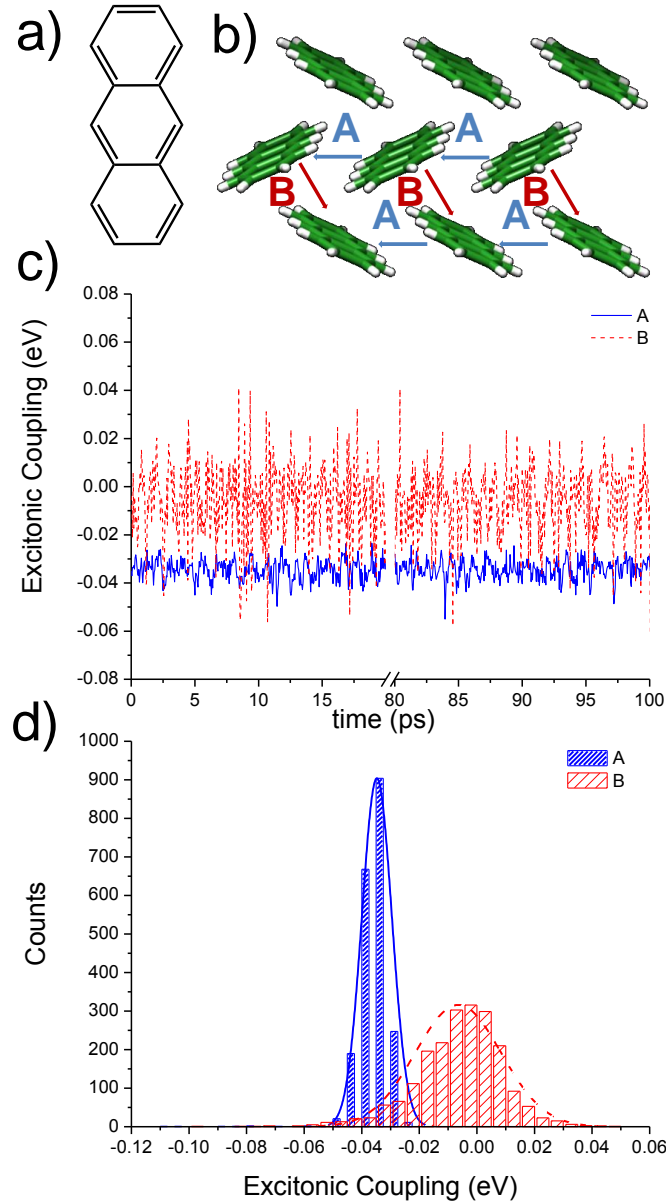 a)
b)
A A
B B B
A A
c)
0.08
0.06
0.04
0.02
0.00
-0.02
-0.04
-0.06
-0.08
Excitonic Coupling (eV)
A
B
0 5 10 15 80 85 90 95 100
time (ps)
d)
1000
900
800
700
600
500
400
300
200
100
0
Counts
A
B
-0.12 -0.10 -0.08 -0.06 -0.04 -0.02 0.00 0.02 0.04 0.06
Excitonic Coupling (eV)